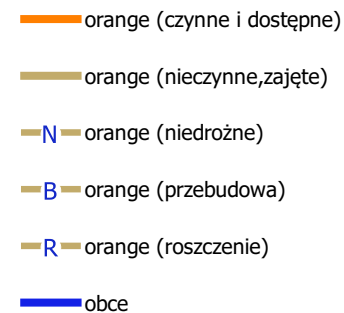 orange (czynne i dostępne)
orange (nieczynne,zajęte)
N orange (niedrożne)
B orange (przebudowa)
R orange (roszczenie)
obce